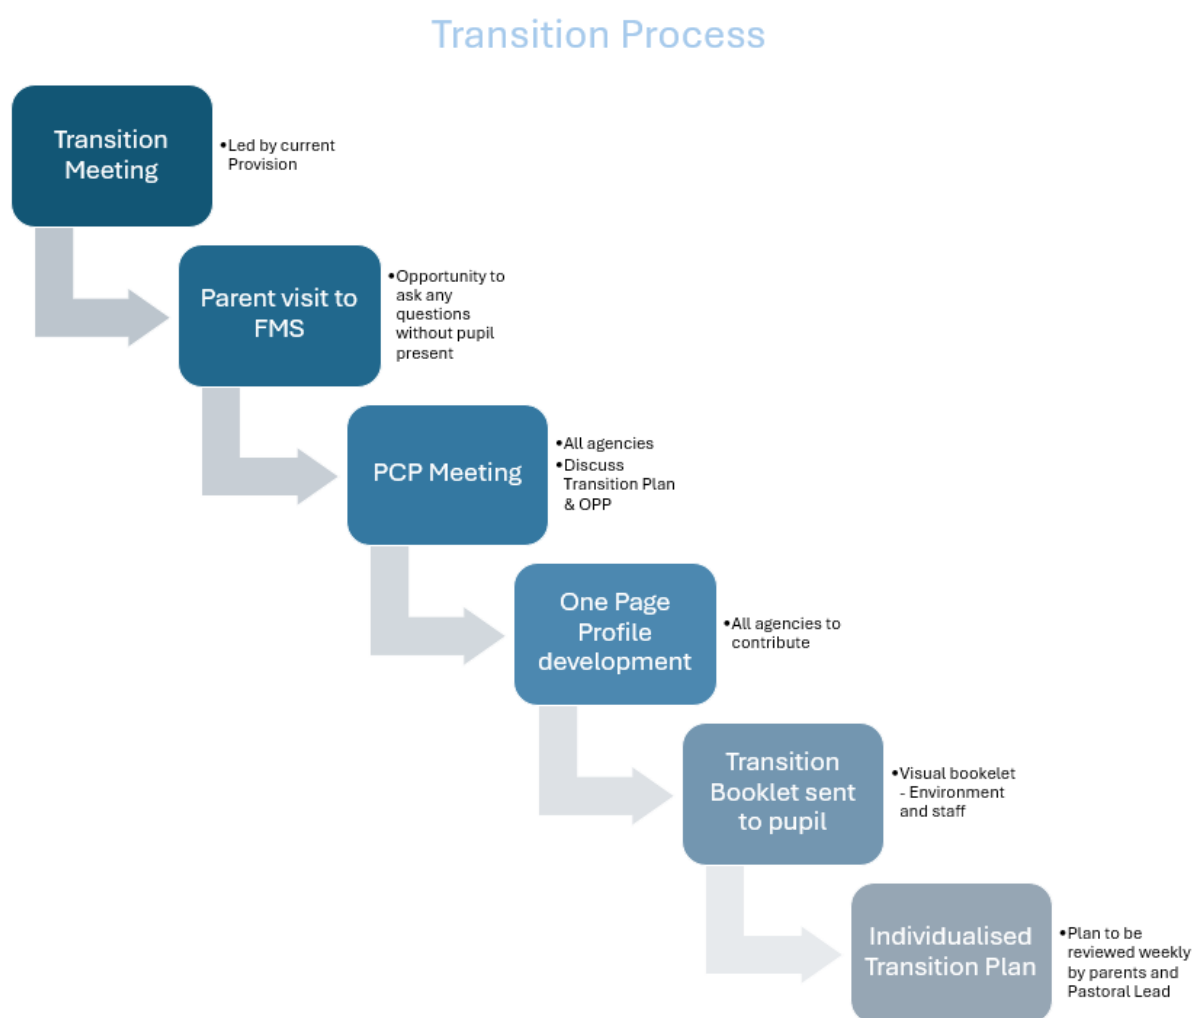 Transition Process
Transition
Meeting
•Led by current
Provision
Parent visit to
FMS
•Opportunity to
ask any
questions
without pupil
present
PCP Meeting
•All agencies
•Discuss
Transition Plan
& OPP
One Page
Profile
development
•All agencies to
contribute
Transition
Booklet sent
to pupil
•Visual bookelet
- Environment
and staff
Individualised
Transition Plan
•Plan to be
reviewed weekly
by parents and
Pastoral Lead